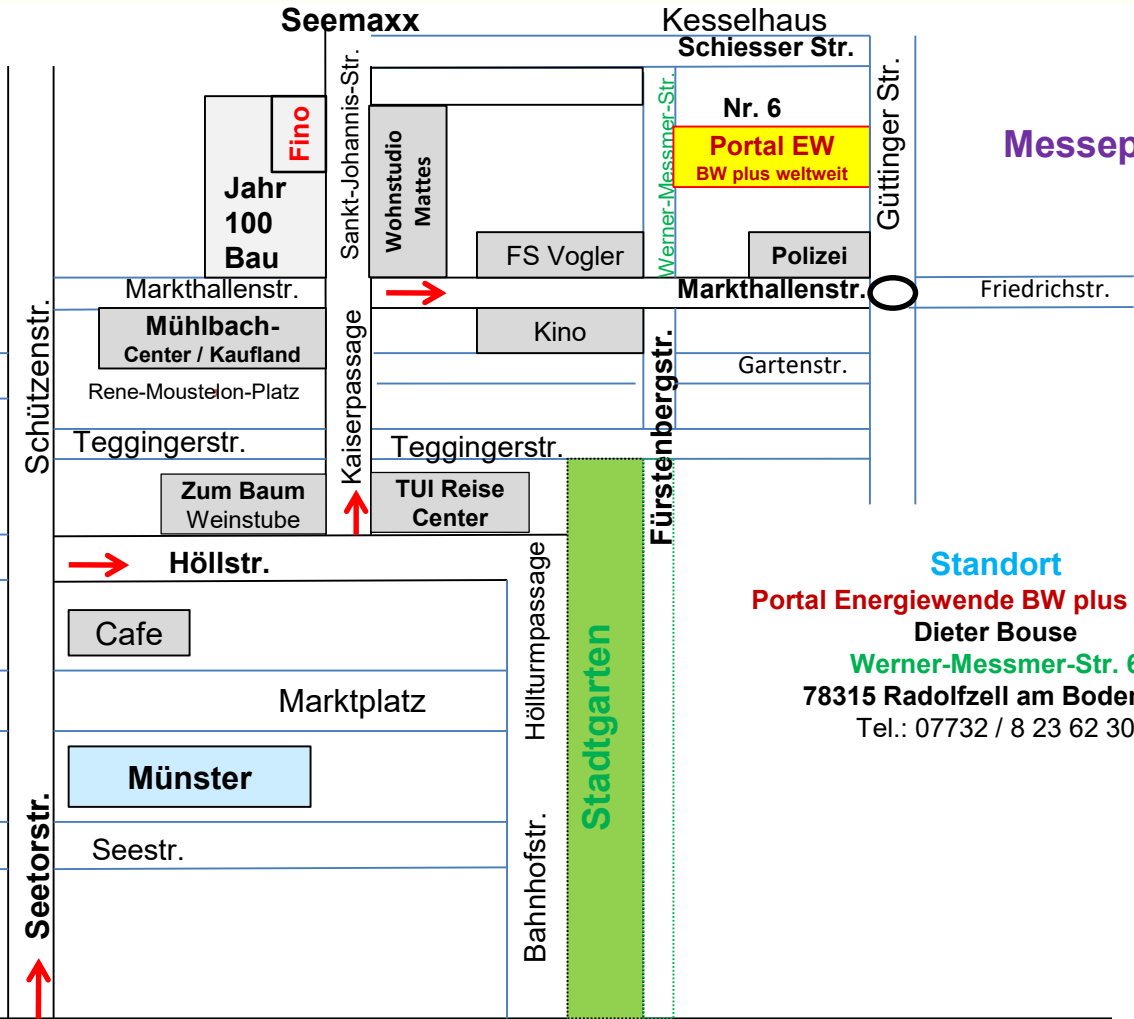 Seemaxx
Kesselhaus
Schiesser Str.
Sankt-Johannis-Str.
Werner-Messmer-Str.
Güttinger Str.
Fino
Jahr
100
Bau
Wohnstudio
Mattes
Nr. 6
Portal EW
BW plus weltweit
Messep
FS Vogler
Polizei
Markthallenstr.
Markthallenstr.
Friedrichstr.
Schützenstr.
Mühlbach-
Center / Kaufland
Kaiserpassage
Kino
Fürstenbergstr.
Gartenstr.
Rene-Moustelon-Platz
Teggingerstr.
Teggingerstr.
Zum Baum
Weinstube
TUI Reise
Center
Höllstr.
Höllturmpassage
Stadtgarten
Cafe
Marktplatz
Münster
Seestr.
Seetorstr.
Bahnhofstr.
Standort
Portal Energiewende BW plus
Dieter Bouse
Werner-Messmer-Str. 6
78315 Radolfzell am Boden
Tel.: 07732 / 8 23 62 30